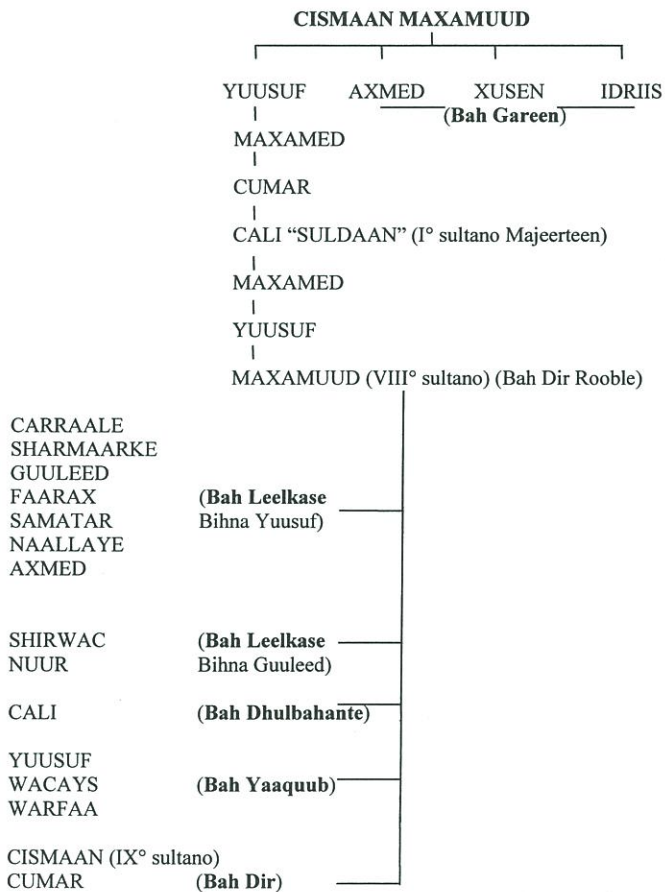 CISMAAN MAXAMUUD
YUUSUF AXMED XUSEN IDRIIS
(Bah Gareen)
MAXAMED
CUMAR
CALI “SULDAAN” (I° sultano Majeerteen)
MAXAMED
YUUSUF
MAXAMUUD (VIII° sultano) (Bah Dir Rooble)
CARRAALE
SHARMAARKE
GUULEED
FAARAX (Bah Leelkase
SAMATAR Bihna Yuusuf)
NAALLAYE
AXMED
SHIRWAC (Bah Leelkase
NUUR Bihna Guuleed)
CALI (Bah Dhulbahante)
YUUSUF
WACAYS (Bah Yaaquub)
WARFAA
CISMAAN (IX° sultano)
CUMAR (Bah Dir)